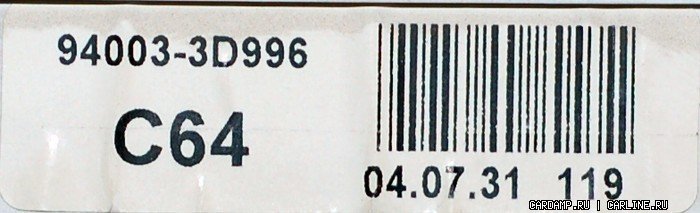 94003-3D996
C64
04.07.31 119
CARDAMP.RU | CARLINE.RU